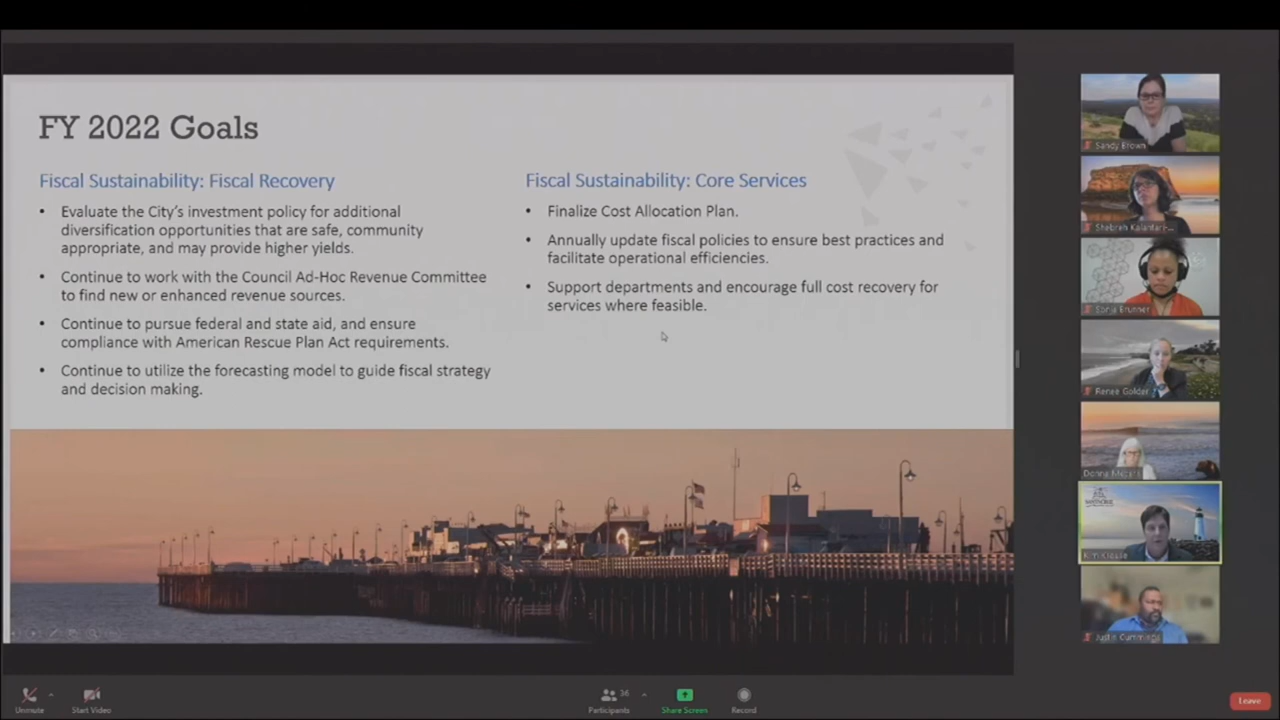 FY 2022 Goals
Fiscal Sustainability: Fiscal Recovery
• Evaluate the City's investment policy for additional
diversification opportunities that are safe, community
appropriate, and may provide higher yields.
• Continue to work with the Council Ad-Hoc Revenue Committee
to find new or enhanced revenue sources.
• Continue to pursue federal and state aid, and ensure
compliance with American Rescue Plan Act requirements.
• Continue to utilize the forecasting model to guide fiscal strategy
and decision making.
Fiscal Sustainability: Core Services
• Finalize Cost Allocation Plan.
• Annually update fiscal policies to ensure best practices and
facilitate operational efficiencies.
• Support departments and encourage full cost recovery for
services where feasible.
Sandy Brown
Shebreh Kalantari-...
Sonja Brunner
Renee Golder
Donna
Kim Krause
Justin Cummings
Unmute
Start Video
36
Participants
Share Screen
Record
Leave